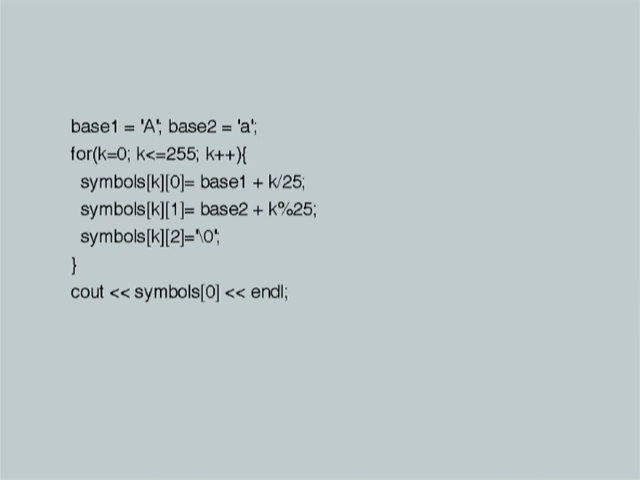 base1 = 'A'; base2 = 'a';
for(k=0; k<=255; k++){
symbols[k][0]= base1 + k/25;
symbols[k][1]= base2 + k%25;
symbols[k][2]='\0';
}
cout << symbols[0] << endl;